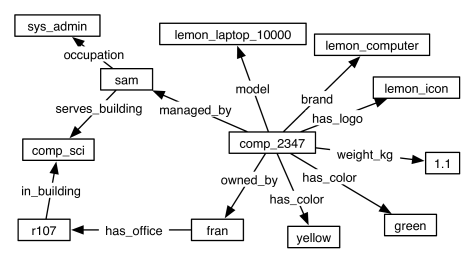 sys_admin
lemon_laptop_10000
lemon_computer
occupation
sam
model
brand
lemon_icon
serves_building
managed_by
has_logo
comp_sci
comp_2347
weight_kg
1.1
in_building
owned_by
has_color
has_color
r107
has_office
fran
yellow
green